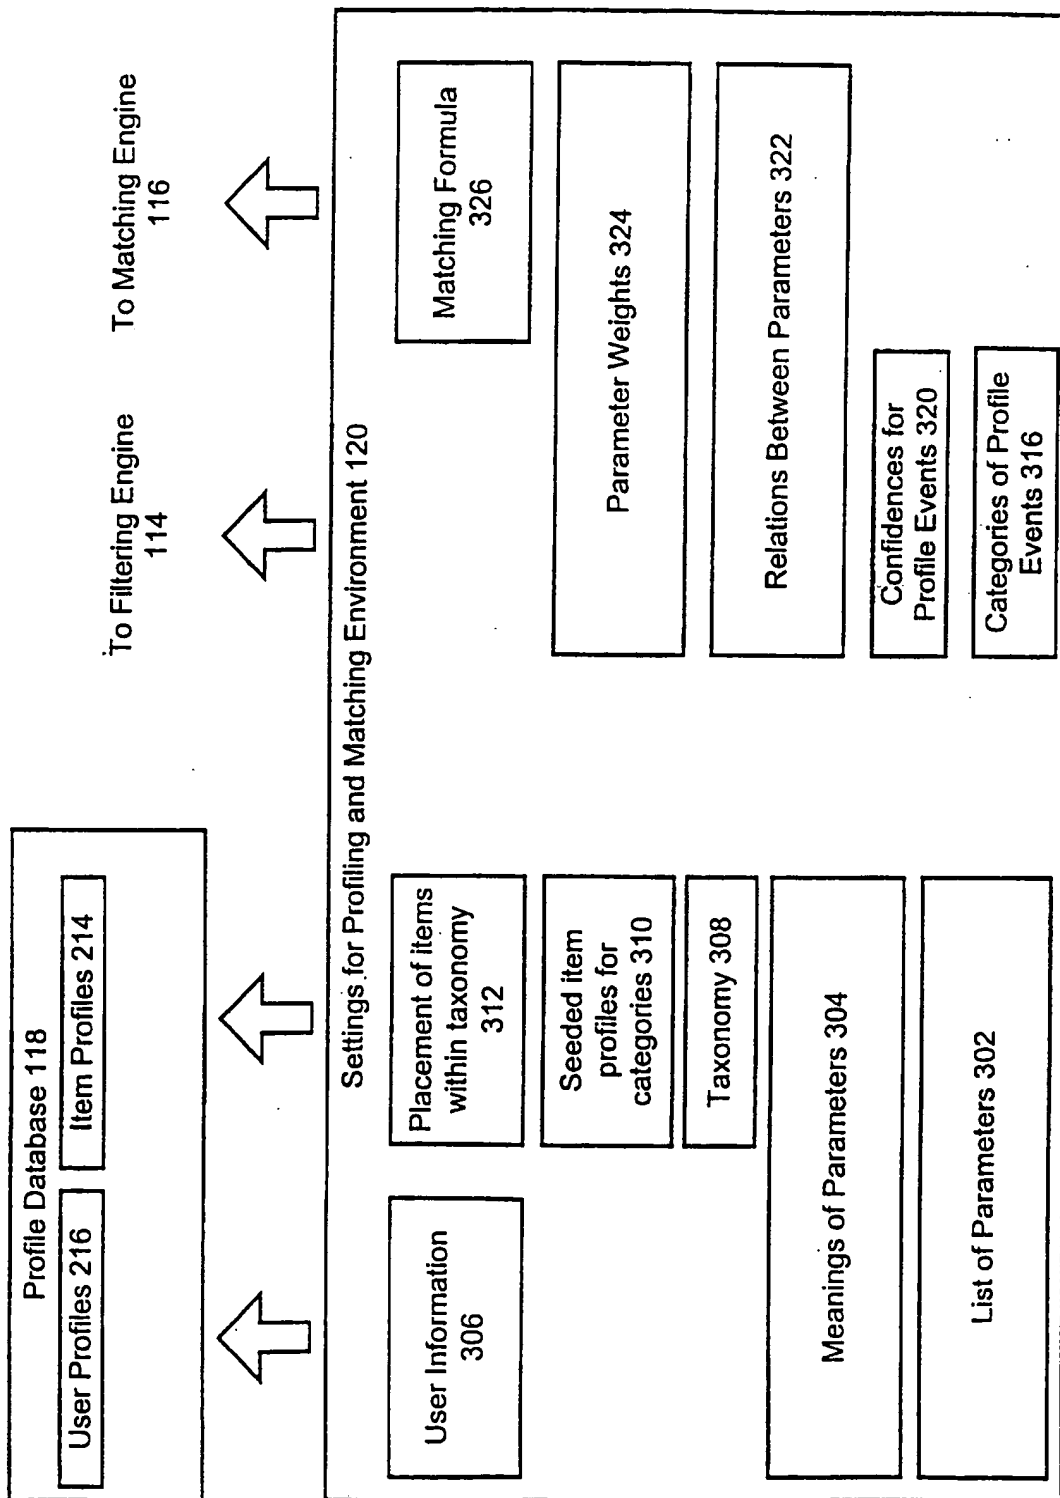 Profile Database 118
User Profiles 216
Item Profiles 214
To Filtering Engine
114
To Matching Engine
116
Settings for Profiling and Matching Environment 120
User Information
306
Placement of items
within taxonomy
312
Seeded item
profiles for
categories 310
Taxonomy 308
Meanings of Parameters 304
List of Parameters 302
Matching Formula
326
Parameter Weights 324
Relations Between Parameters 322
Confidences for
Profile Events 320
Categories of Profile
Events 316